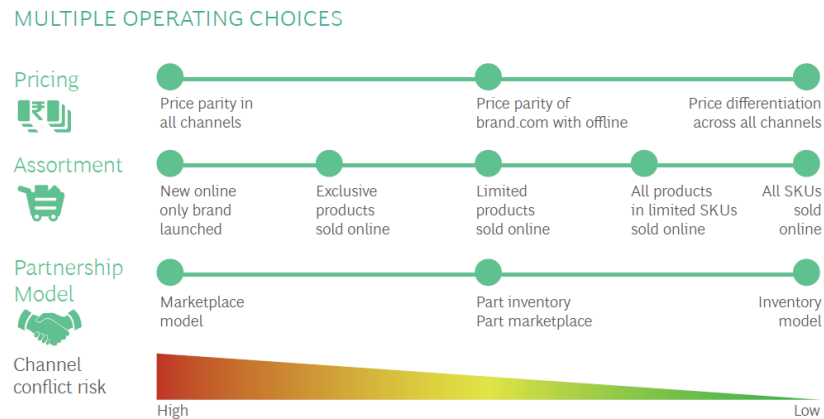 MULTIPLE OPERATING CHOICES
Pricing
₹
Price parity in
all channels
Price parity of
brand.com with offline
Price differentiation
across all channels
Assortment
New online
only brand
launched
Exclusive
products
sold online
Limited
products
sold online
All products
in limited SKUs
sold online
All SKUs
sold
online
Partnership
Model
Marketplace
model
Part inventory
Part marketplace
Inventory
model
Channel
conflict risk
High
Low